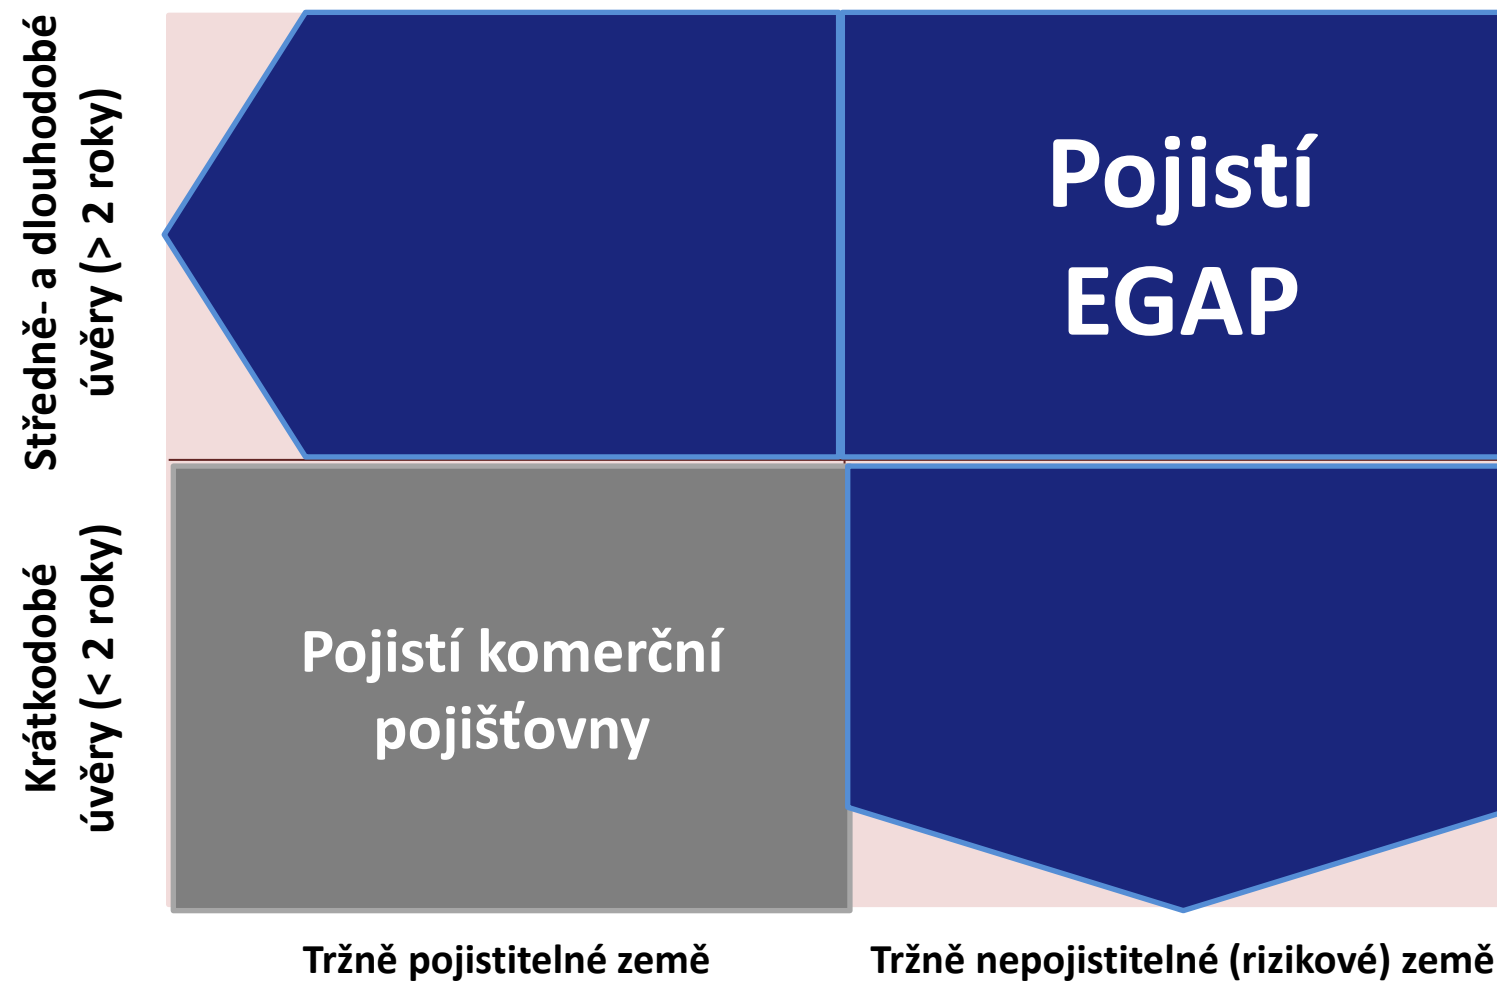 Středně- a dlouhodobé
úvěry (> 2 roky)
Pojistí
EGAP
Krátkodobé
úvěry (< 2 roky)
Pojistí komerční
pojišťovny
Tržně pojistitelné země
Tržně nepojistitelné (rizikové) země